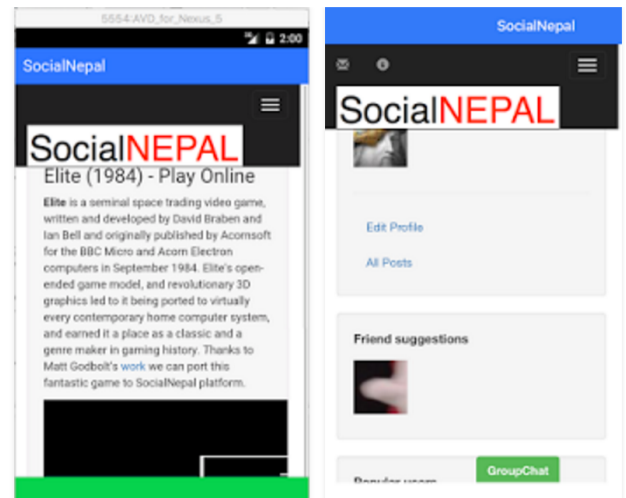 5554:AVD_for_Nexus_5
2:00
SocialNepal
SocialNEPAL
Elite (1984) - Play Online
Elite is a seminal space trading video game,
written and developed by David Braben and
Ian Bell and originally published by Acornsoft
for the BBC Micro and Acorn Electron
computers in September 1984. Elite's open-
ended game model, and revolutionary 3D
graphics led to it being ported to virtually
every contemporary home computer system,
and earned it a place as a classic and a
genre maker in gaming history. Thanks to
Matt Godbolt's work we can port this
fantastic game to SocialNepal platform.
SocialNepal
SocialNEPAL
Edit Profile
All Posts
Friend suggestions
GroupChat
Popular users